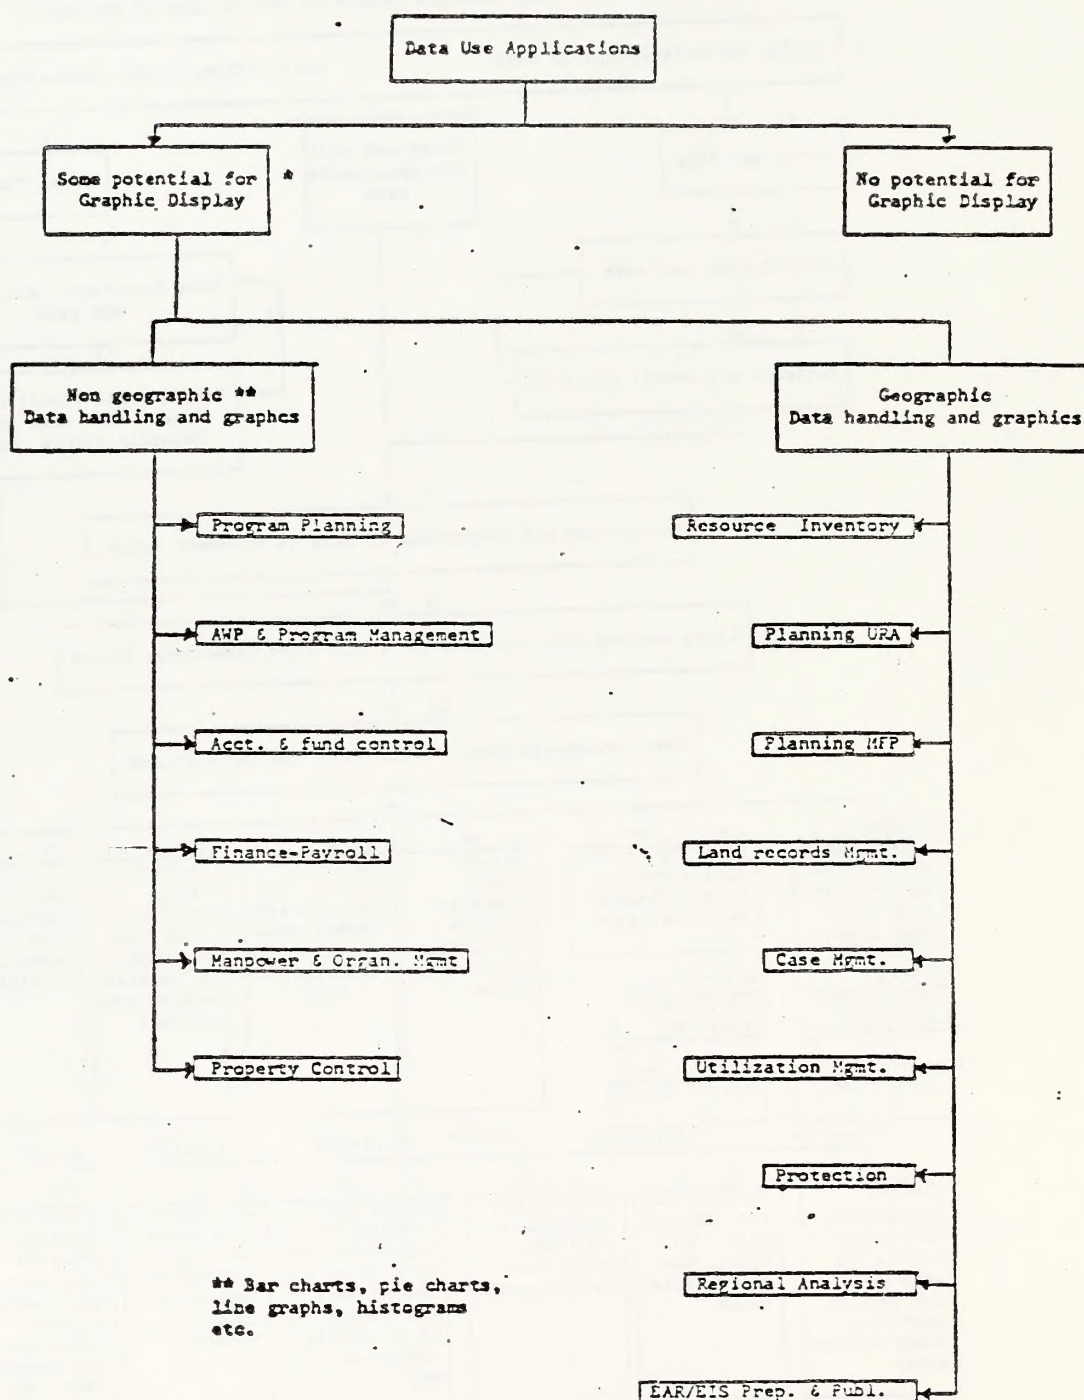 Data Use Applications
Some potential for *
Graphic Display
No potential for
Graphic Display
Non geographic **
Data handling and graphcs
Geographic
Data handling and graphics
Program Planning
AWP & Program Management
Acct. & fund control
Finance-Payroll
Manpower & Organ. Mgmt
Property Control
Resource Inventory
Planning URA
Planning MFP
Land records Mgmt.
Case Mgmt.
Utilization Mgmt.
Protection
Regional Analysis
EAR/EIS Prep. & Publ.
** Bar charts, pie charts,
line graphs, histograms
etc.